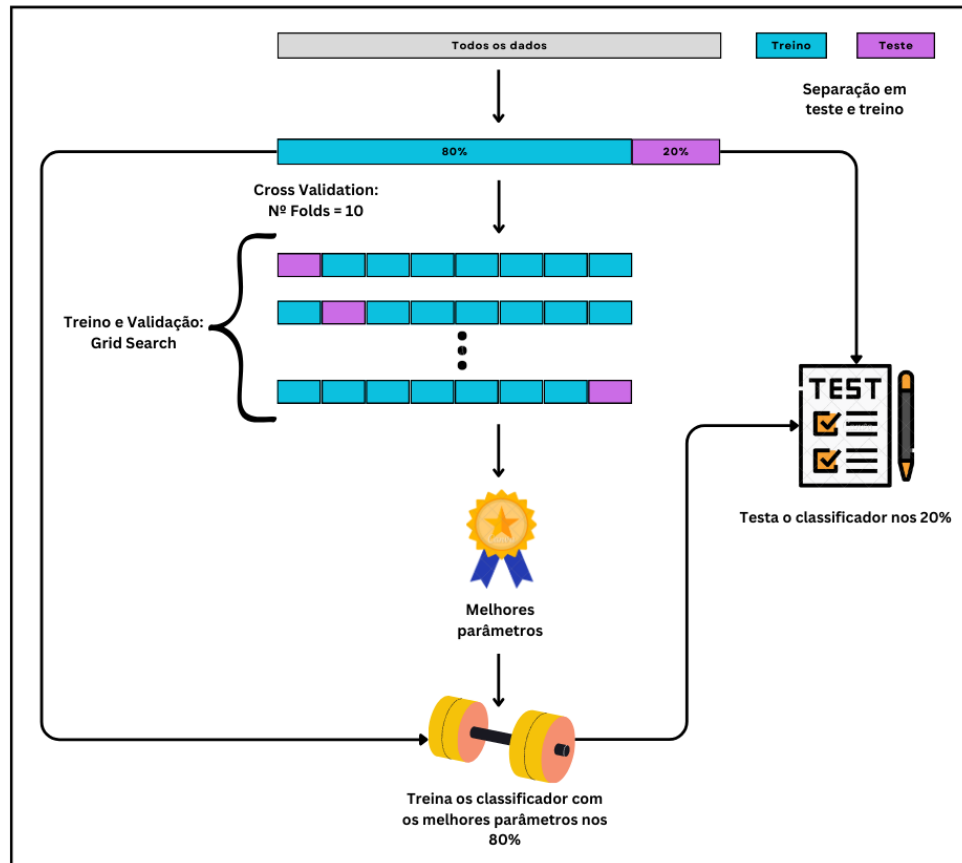 Todos os dados
Treino
Teste
Separação em
teste e treino
80%
20%
Cross Validation:
Nº Folds = 10
Treino e Validação:
Grid Search
TEST
Testa o classificador nos 20%
Melhores
parâmetros
Treina os classificador com
os melhores parâmetros nos
80%